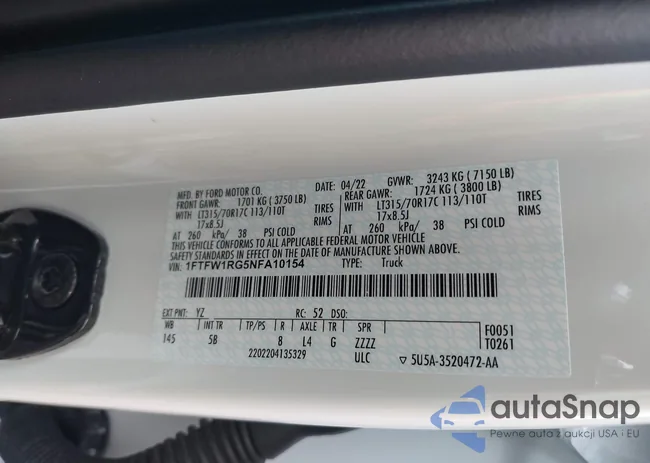 MFD. BY FORD MOTOR CO.
DATE: 04/22 GVWR: 3243 KG ( 7150 LB)
FRONT GAWR: 1701 KG ( 3750 LB) REAR GAWR: 1724 KG ( 3800 LB)
WITH LT315/70R17C 113/110T TIRES WITH LT315/70R17C 113/110T TIRES
17x8.5J RIMS 17x8.5J RIMS
AT 260 kPa/ 38 PSI COLD AT 260 kPa/ 38 PSI COLD
THIS VEHICLE CONFORMS TO ALL APPLICABLE FEDERAL MOTOR VEHICLE
SAFETY STANDARDS IN EFFECT ON THE DATE OF MANUFACTURE SHOWN ABOVE.
VIN: 1FTFW1RG5NFA10154 TYPE: Truck
EXT PNT: YZ RC: 52 DSO:
WB INT TR TP/PS R AXLE TR SPR F0051
145 5B 8 L4 G ZZZZ T0261
2202204135329 ULC ▽ 5U5A-3520472-AA
autaSnap
Pewne auta z aukcji USA i EU